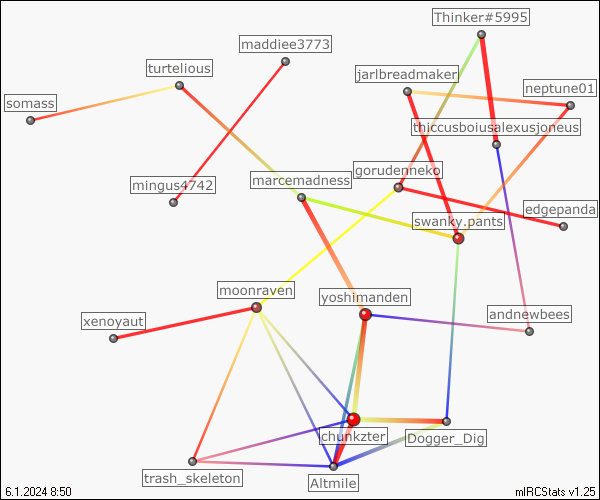 Thinker#5995
maddiee3773
turtelious
jarlbreadmaker
neptune01
somass
thiccusboiusalexusjoneus
gorudenneko
marcemadness
mingus4742
edgepanda
swanky.pants
moonraven
yoshimanden
andnewbees
xenoyaut
chunkzter
Dogger_Dig
trash_skeleton
Altmile
6.1.2024 8:50
mIRCStats v1.25